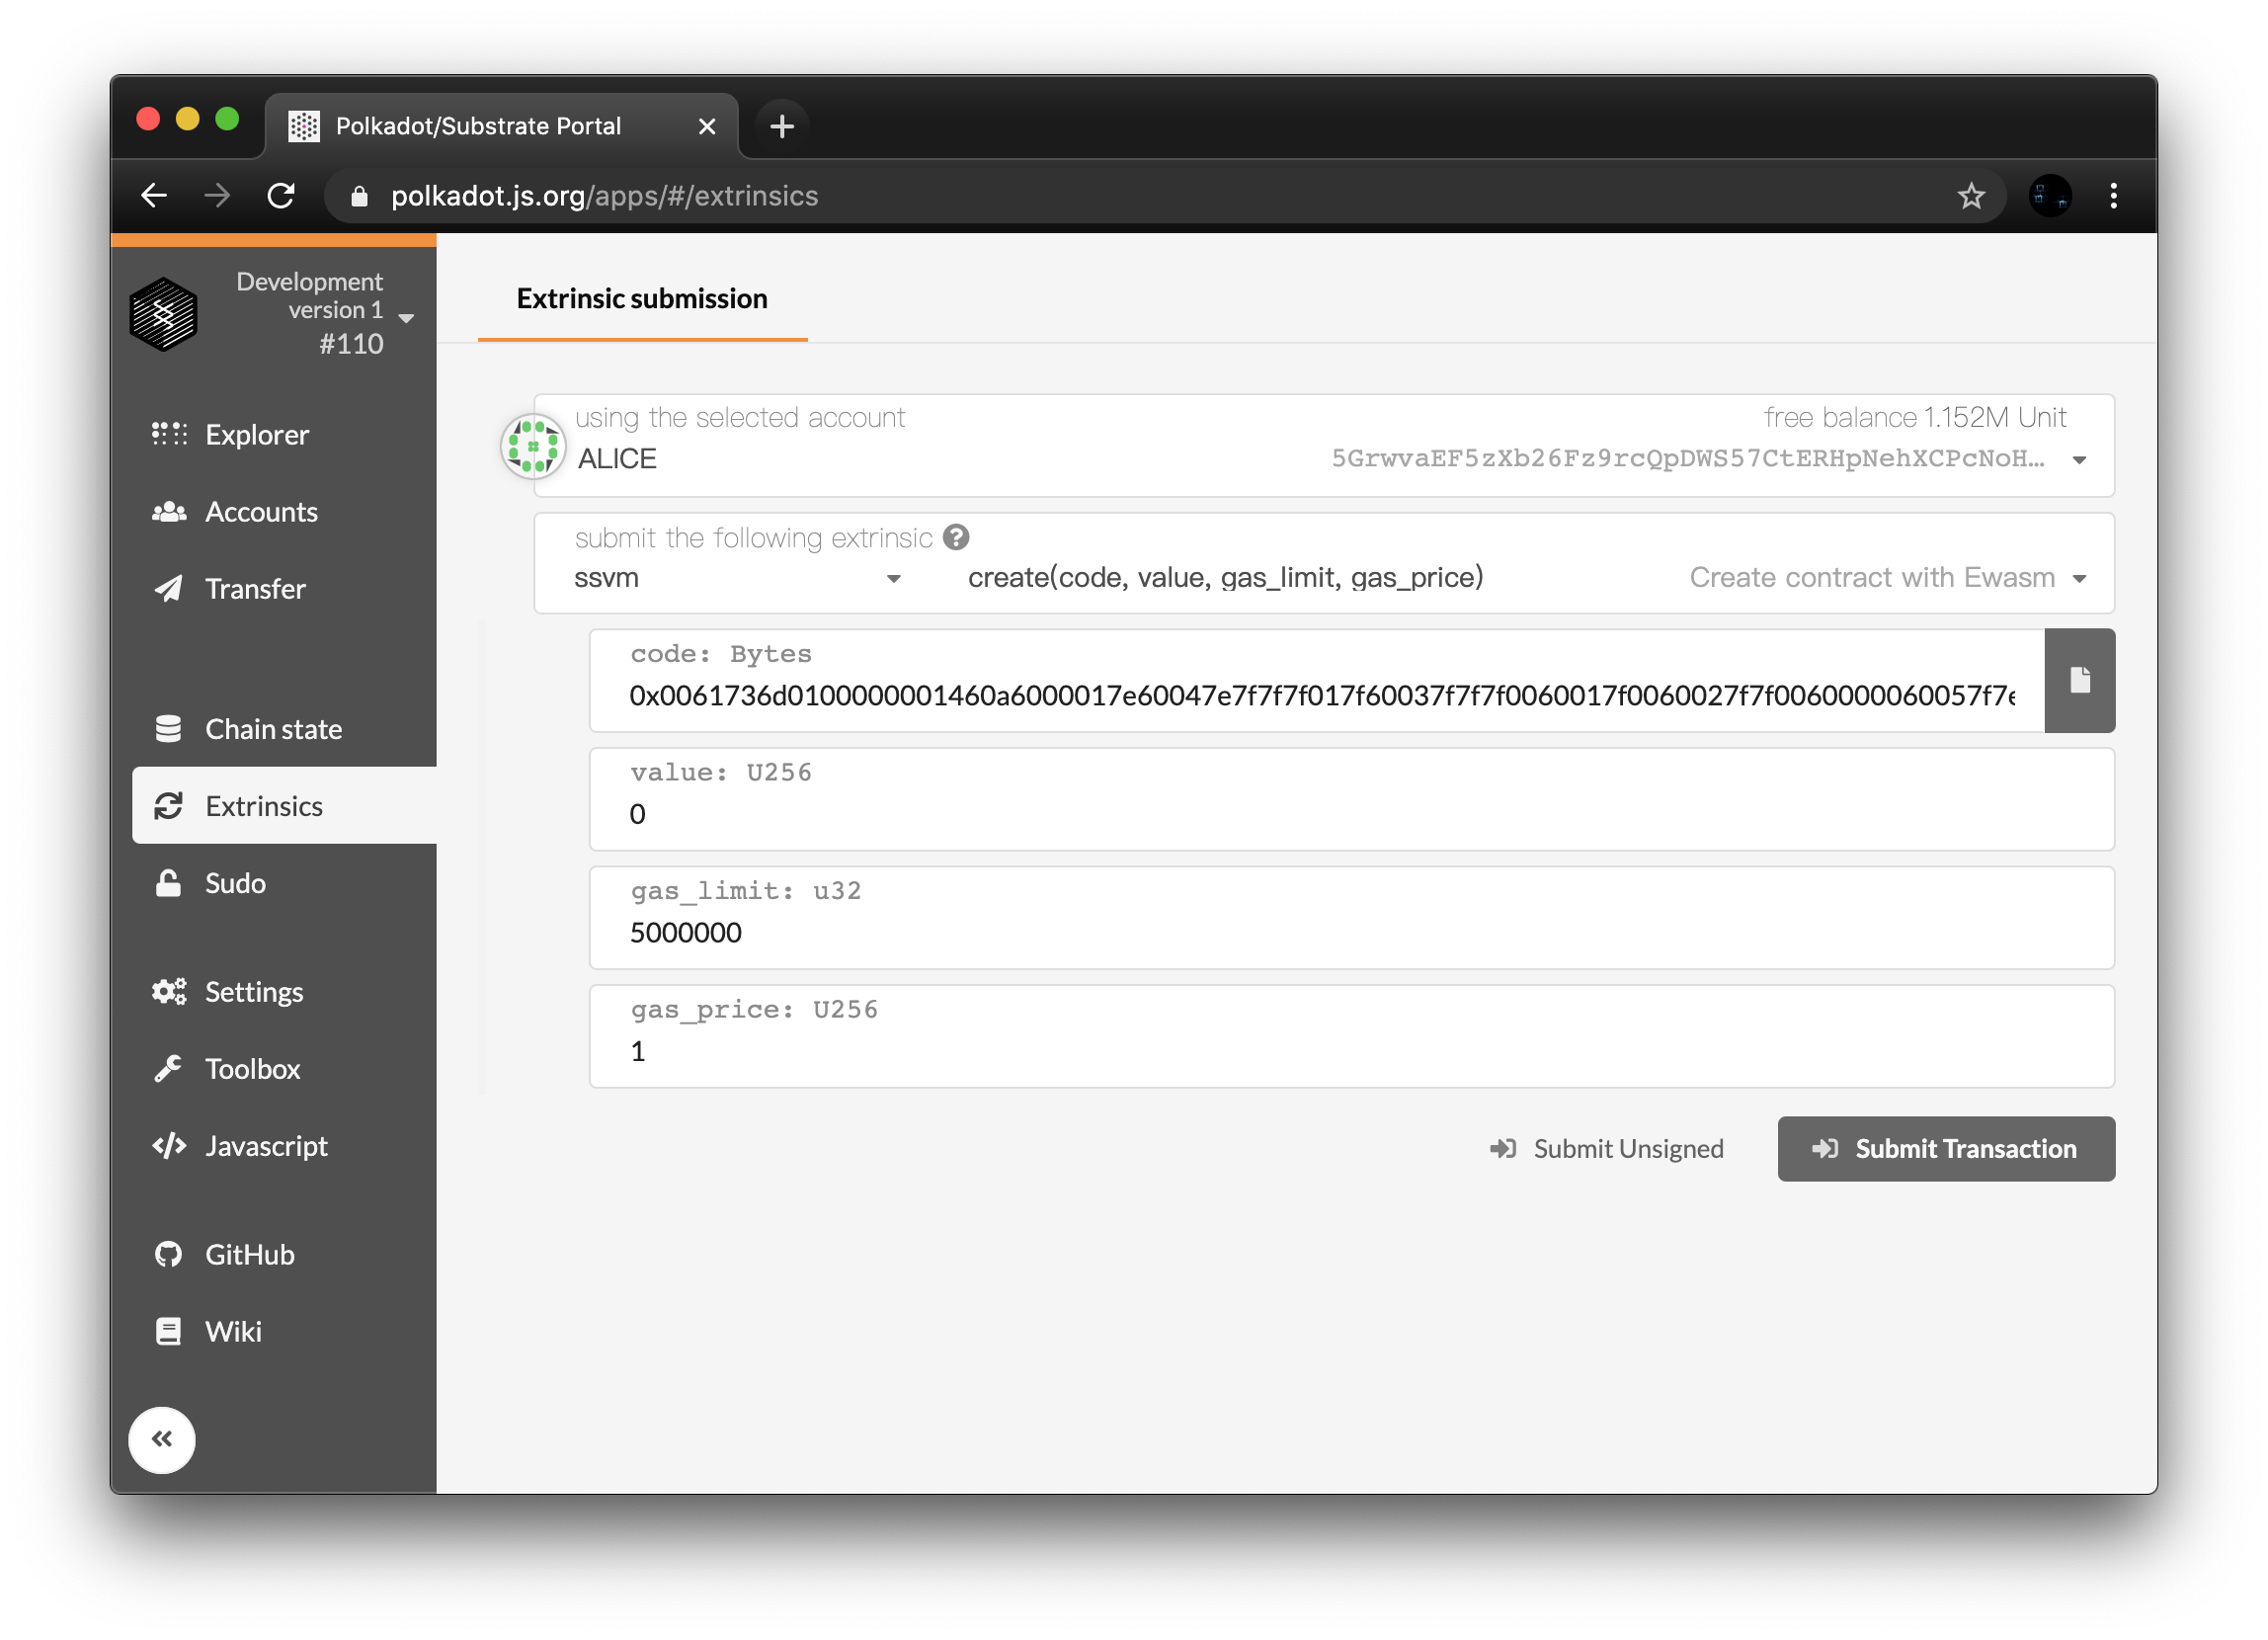 Polkadot/Substrate Portal
polkadot.js.org/apps/#/extrinsics
Development
version 1
#110
Explorer
Accounts
Transfer
Chain state
Extrinsics
Sudo
Settings
Toolbox
Javascript
GitHub
Wiki
Extrinsic submission
using the selected account
free balance 1.152M Unit
ALICE
5GrwvaEF5zXb26Fz9rcQpDWS57CtERHpNehXCPcNoH...
submit the following extrinsic
ssvm
create(code, value, gas_limit, gas_price)
Create contract with Ewasm
code: Bytes
0x0061736d0100000001460a6000017e60047e7f7f7f017f60037f7f7f0060017f0060027f7f0060000060057f7e
value: U256
0
gas_limit: u32
5000000
gas_price: U256
1
Submit Unsigned
Submit Transaction